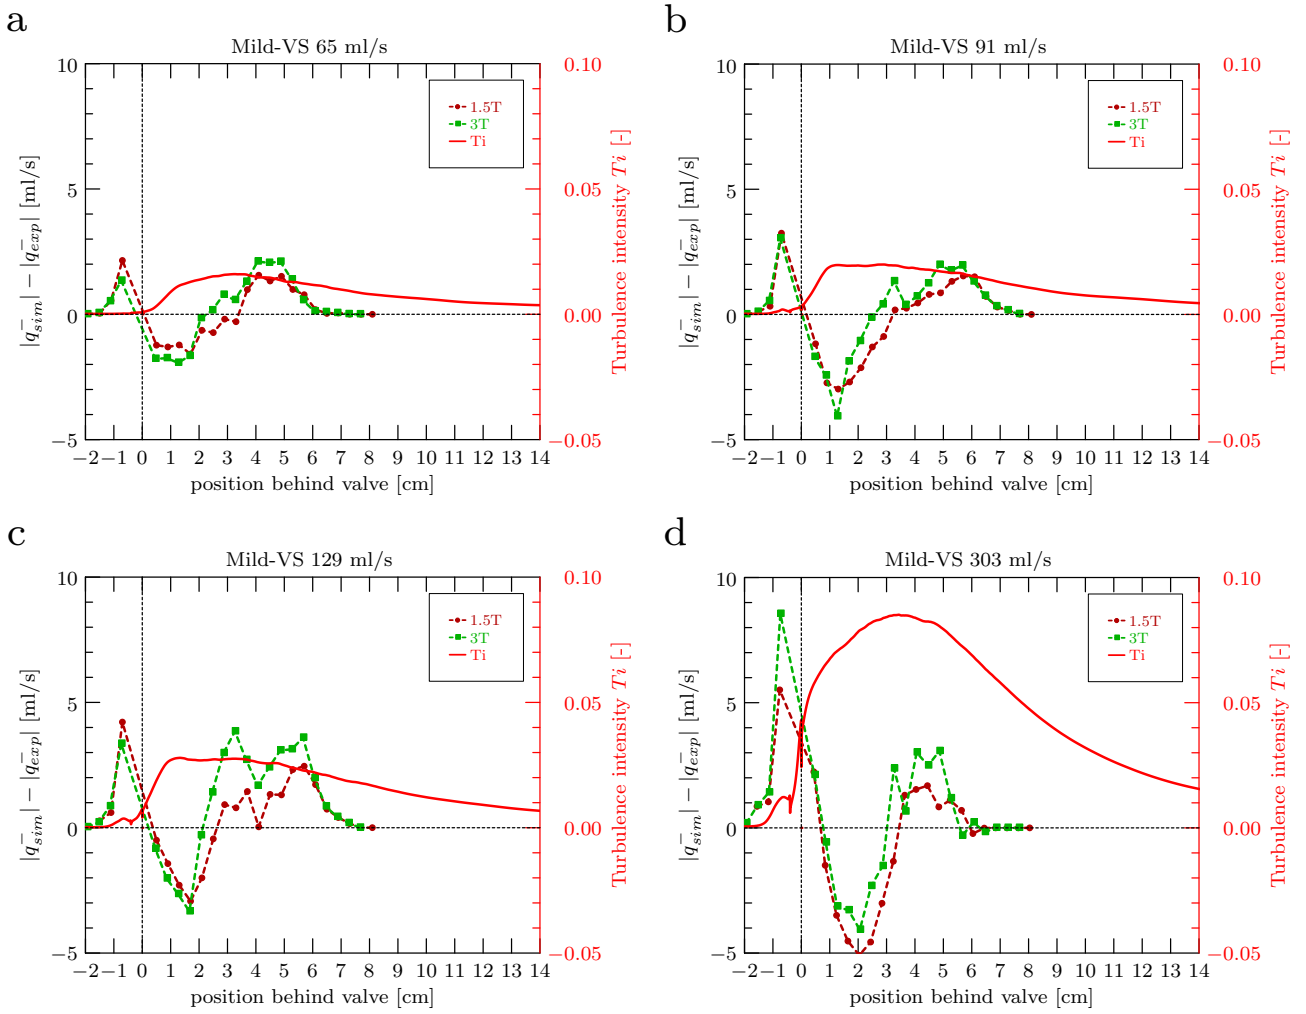 a
Mild-VS 65 ml/s
10
5
0
−5
|q⁻sim| − |q⁻exp| [ml/s]
1.5T
3T
Ti
0.10
0.05
0.00
−0.05
Turbulence intensity Ti [-]
−2 −1 0 1 2 3 4 5 6 7 8 9 10 11 12 13 14
position behind valve [cm]
b
Mild-VS 91 ml/s
10
5
0
−5
|q⁻sim| − |q⁻exp| [ml/s]
1.5T
3T
Ti
0.10
0.05
0.00
−0.05
Turbulence intensity Ti [-]
−2 −1 0 1 2 3 4 5 6 7 8 9 10 11 12 13 14
position behind valve [cm]
c
Mild-VS 129 ml/s
10
5
0
−5
|q⁻sim| − |q⁻exp| [ml/s]
1.5T
3T
Ti
0.10
0.05
0.00
−0.05
Turbulence intensity Ti [-]
−2 −1 0 1 2 3 4 5 6 7 8 9 10 11 12 13 14
position behind valve [cm]
d
Mild-VS 303 ml/s
10
5
0
−5
|q⁻sim| − |q⁻exp| [ml/s]
1.5T
3T
Ti
0.10
0.05
0.00
−0.05
Turbulence intensity Ti [-]
−2 −1 0 1 2 3 4 5 6 7 8 9 10 11 12 13 14
position behind valve [cm]